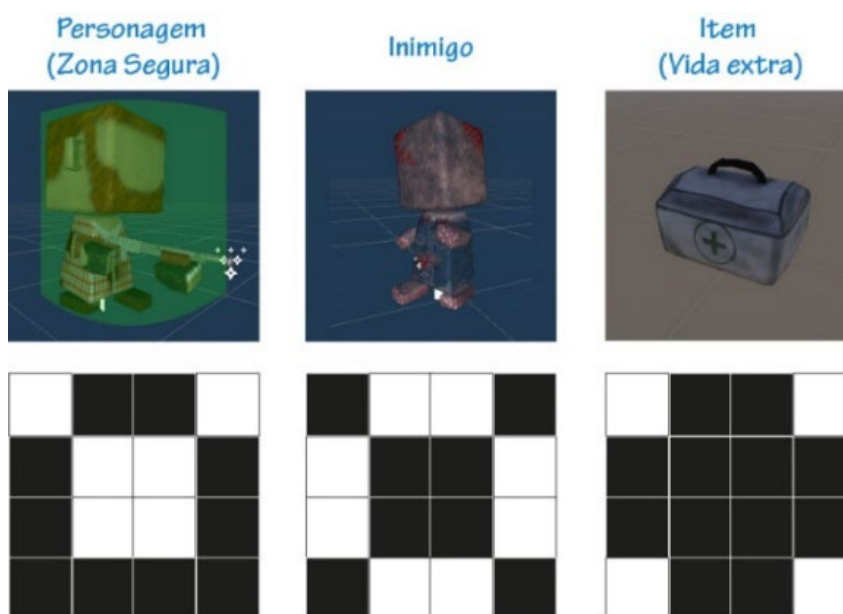 Personagem
(Zona Segura)
Inimigo
Item
(Vida extra)